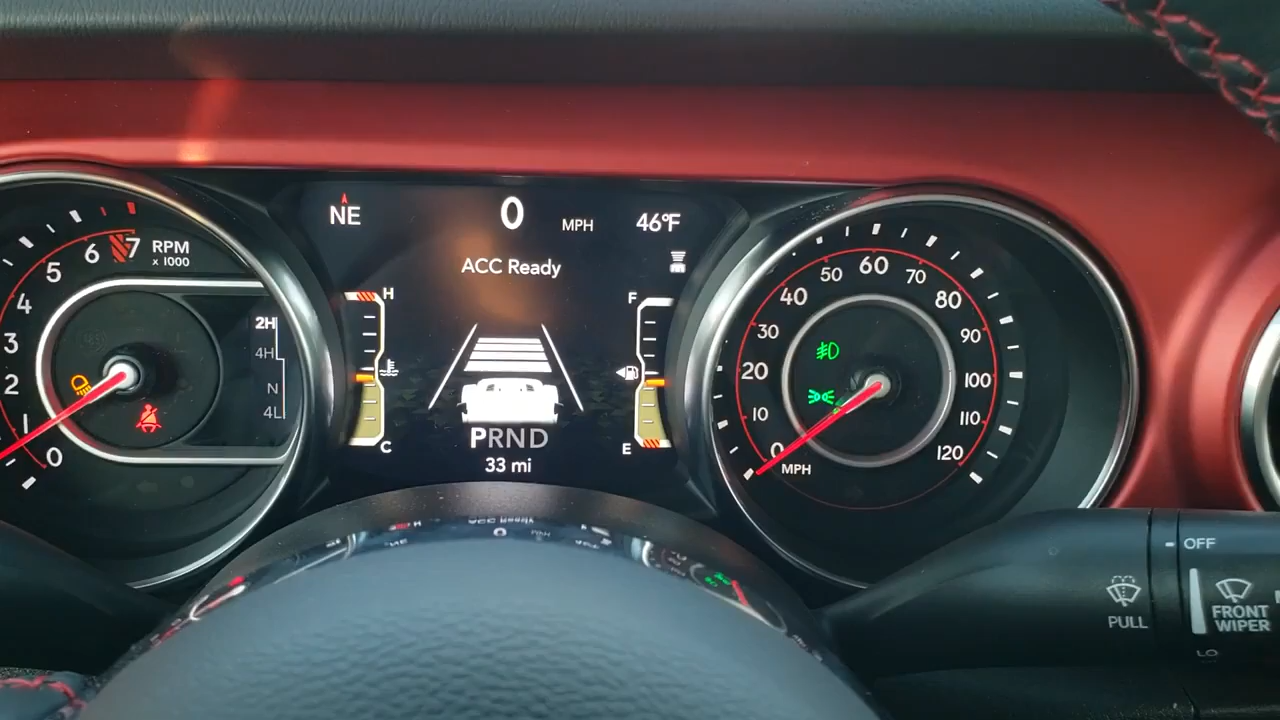 NE
0 MPH
46°F
ACC Ready
H
C
F
E
PRND
33 mi
RPM
x 1000
0
1
2
3
4
5
6
7
2H
4H
N
4L
0
10
20
30
40
50
60
70
80
90
100
110
120
MPH
OFF
PULL
FRONT
WIPER
LO